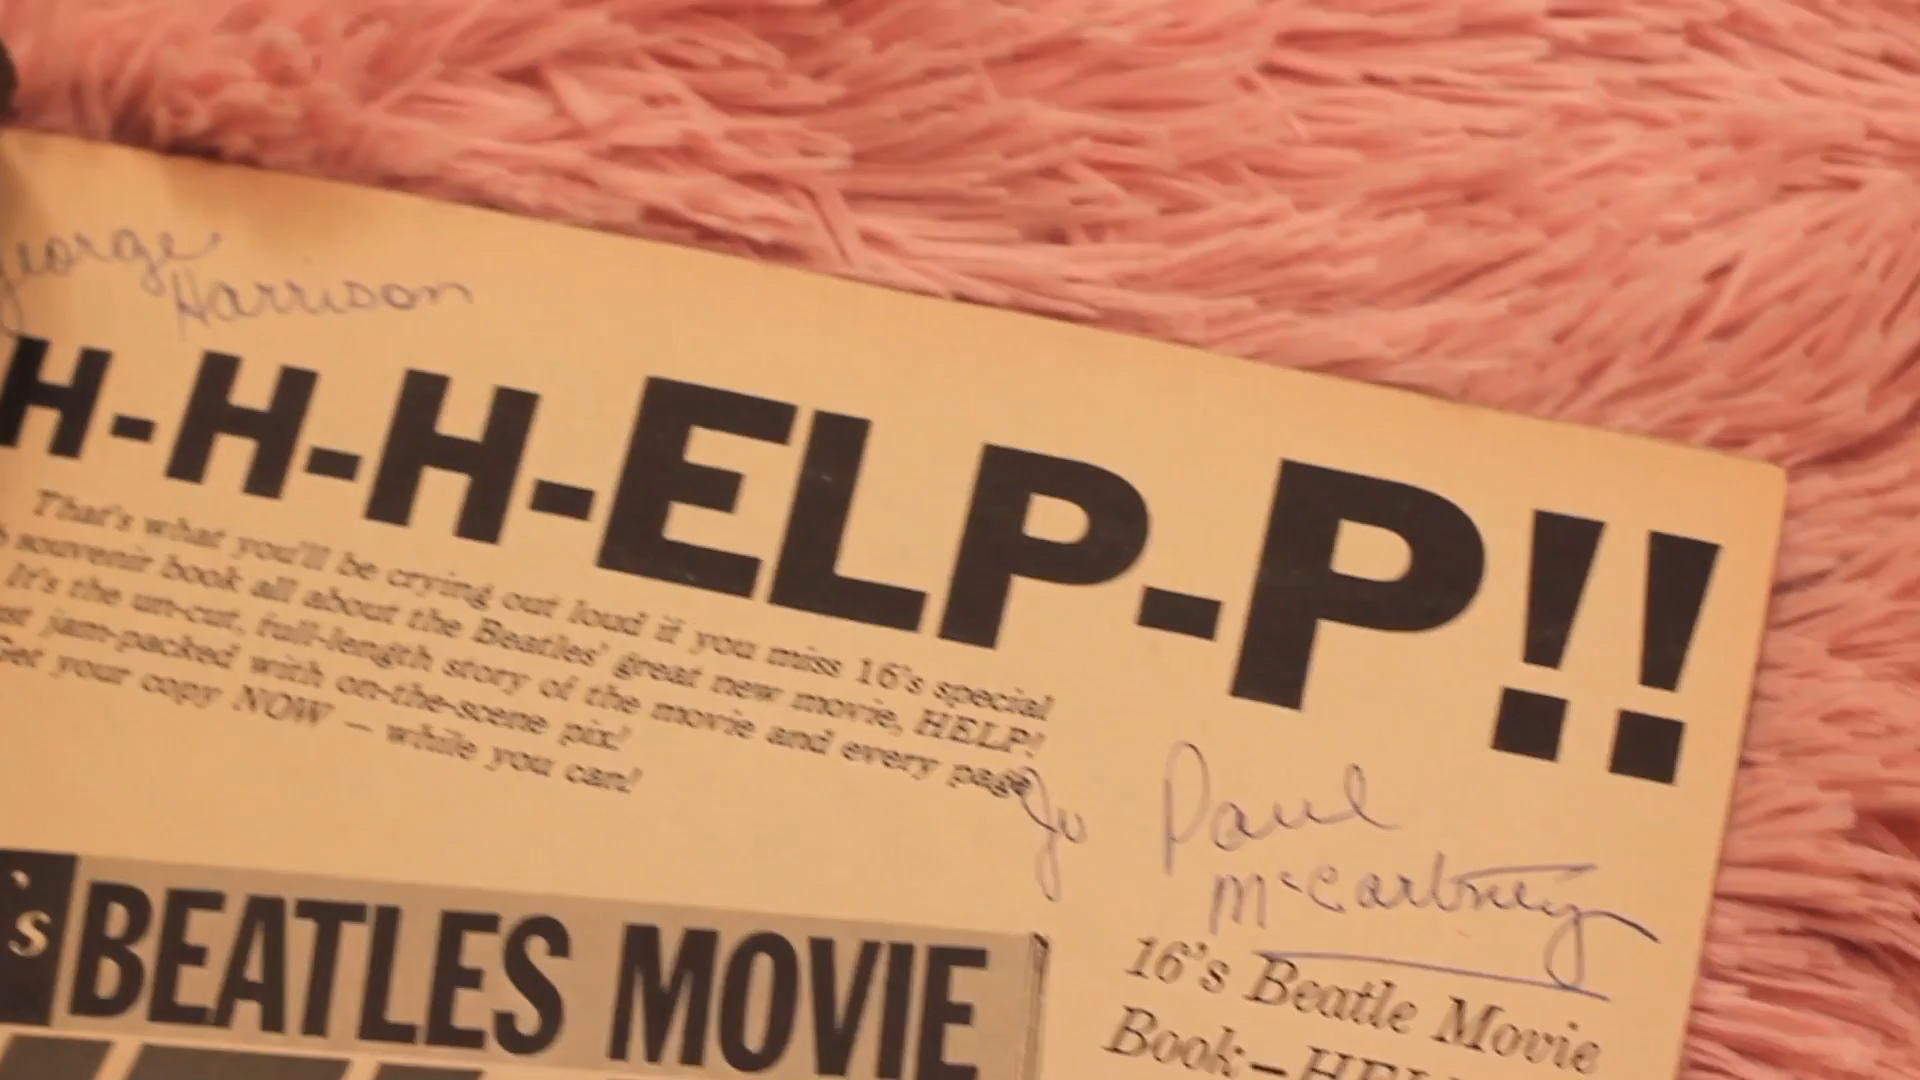 George
Harrison
H-H-H-ELP-P!!
That's what you'll be crying out loud if you miss 16's special
souvenir book all about the Beatles' great new movie, HELP!
It's the un-cut, full-length story of the movie and every page
jam-packed with on-the-scene pix!
Get your copy NOW — while you can!
Paul
McCartney
's BEATLES MOVIE
16's Beatle Movie
Book—HEL